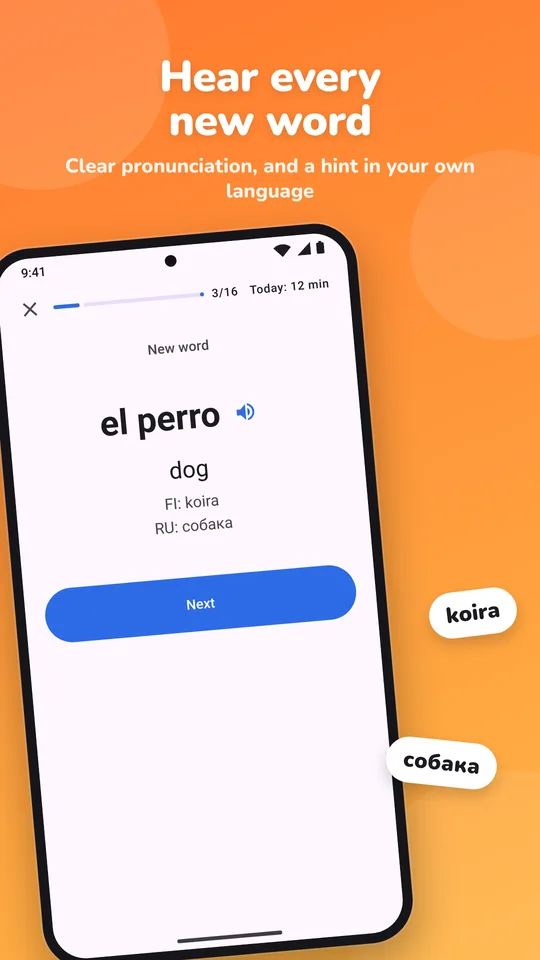 Hear every
new word
Clear pronunciation, and a hint in your own
language
9:41
3/16 Today: 12 min
New word
el perro
dog
FI: koira
RU: собака
Next
koira
собака